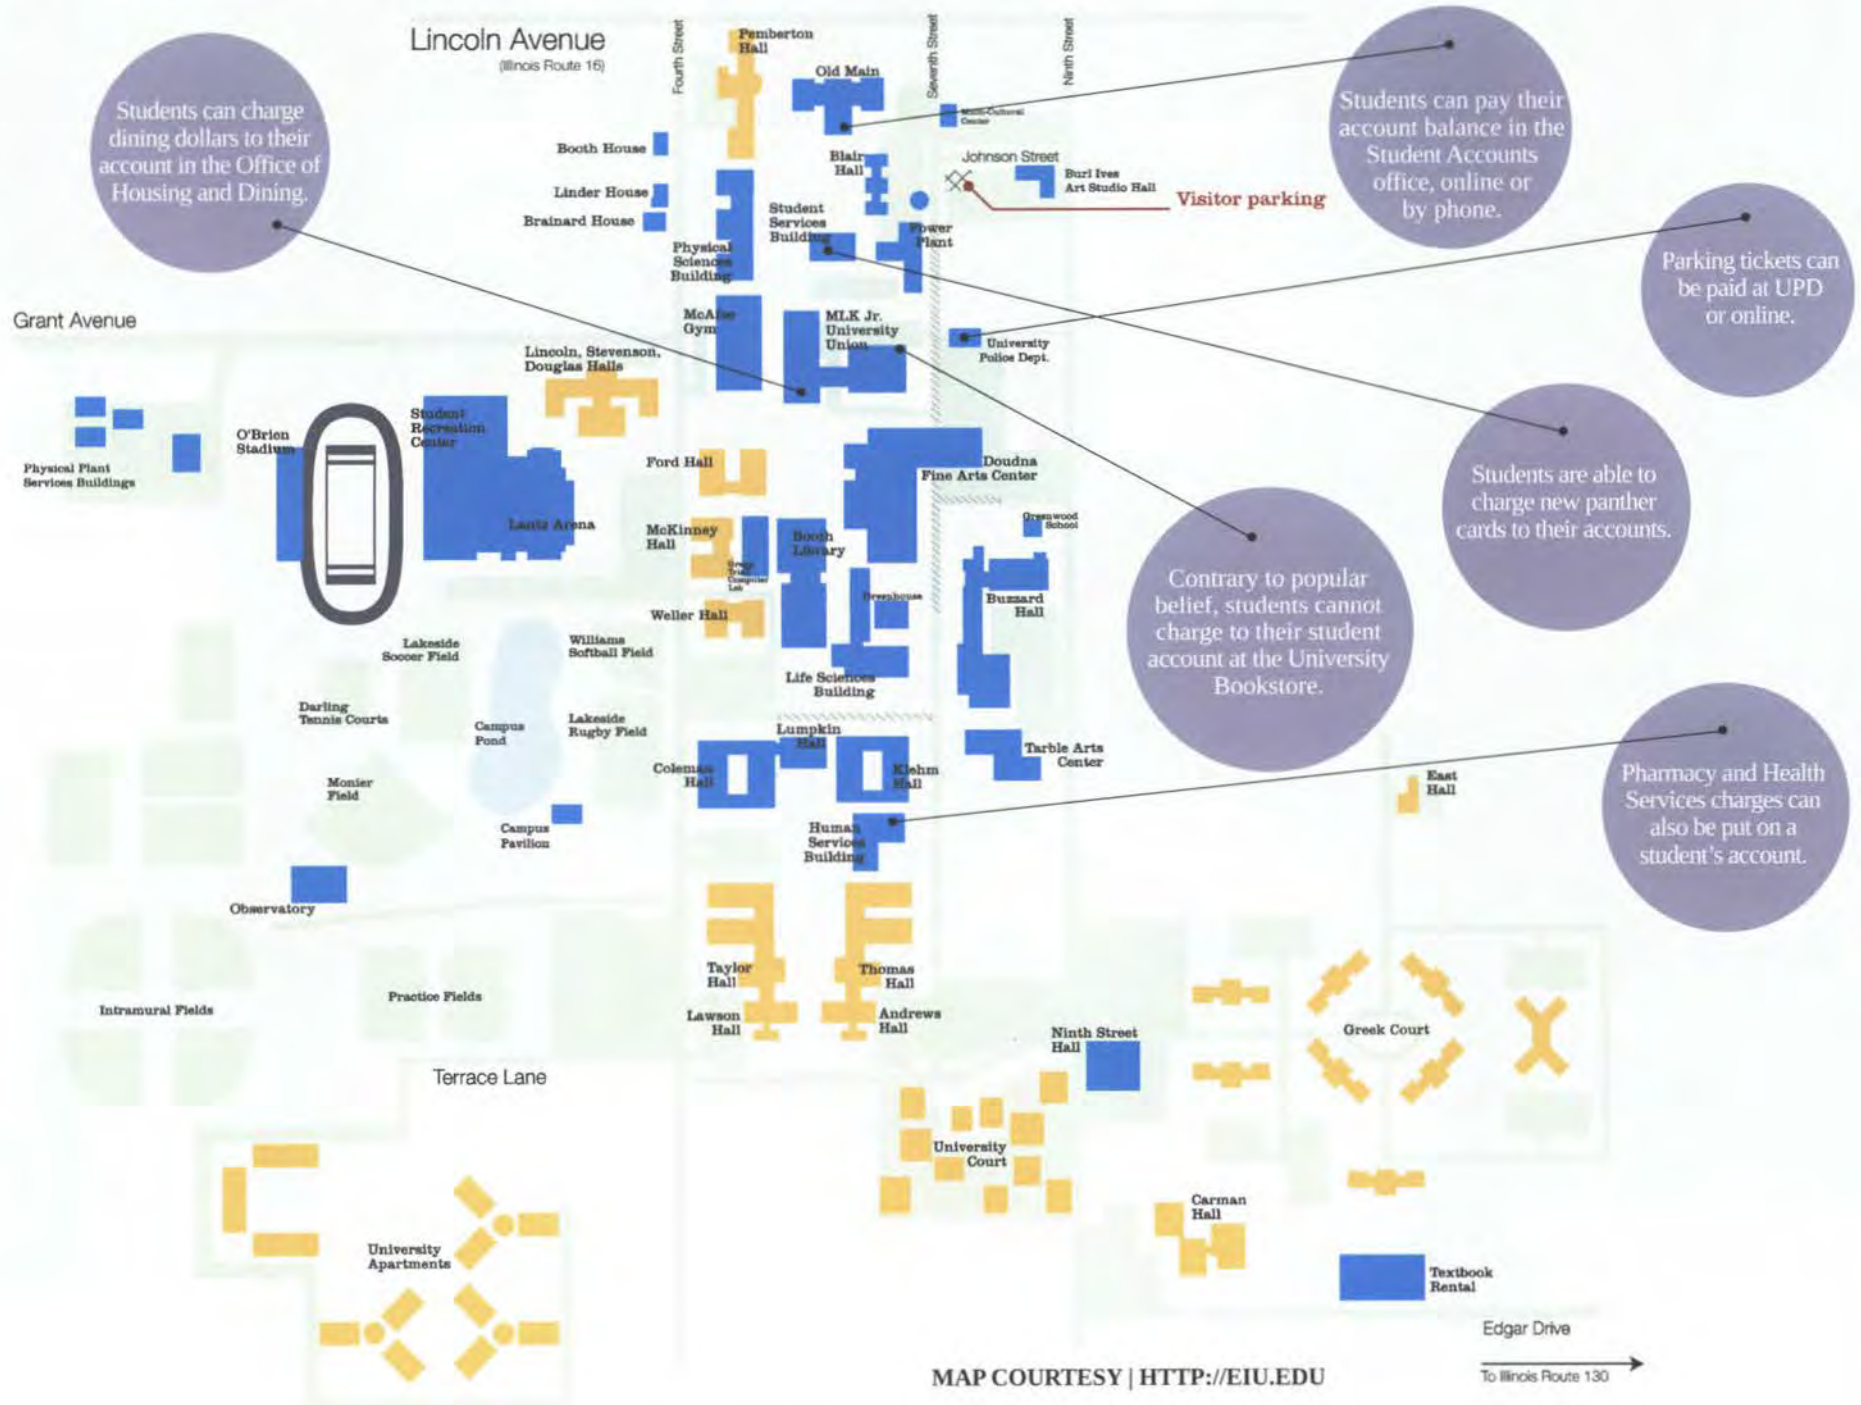 Lincoln Avenue
(Illinois Route 16)
Fourth Street
Seventh Street
Ninth Street
Pemberton
Hall
Old Main
Multi-Cultural
Center
Students can charge
dining dollars to their
account in the Office of
Housing and Dining.
Students can pay their
account balance in the
Student Accounts
office, online or
by phone.
Booth House
Blair
Hall
Johnson Street
Burl Ives
Art Studio Hall
Visitor parking
Linder House
Brainard House
Student
Services
Building
Power
Plant
Physical
Sciences
Building
Parking tickets can
be paid at UPD
or online.
Grant Avenue
McAfee
Gym
MLK Jr.
University
Union
University
Police Dept.
Lincoln, Stevenson,
Douglas Halls
Student
Recreation
Center
O'Brien
Stadium
Physical Plant
Services Buildings
Ford Hall
Doudna
Fine Arts Center
Students are able to
charge new panther
cards to their accounts.
Lantz Arena
McKinney
Hall
Gregg
Triad
Computer
Lab
Booth
Library
Greenwood
School
Greenhouse
Buzzard
Hall
Weller Hall
Contrary to popular
belief, students cannot
charge to their student
account at the University
Bookstore.
Lakeside
Soccer Field
Williams
Softball Field
Life Sciences
Building
Darling
Tennis Courts
Campus
Pond
Lakeside
Rugby Field
Lumpkin
Hall
Coleman
Hall
Klehm
Hall
Tarble Arts
Center
Monier
Field
East
Hall
Pharmacy and Health
Services charges can
also be put on a
student's account.
Campus
Pavilion
Human
Services
Building
Observatory
Taylor
Hall
Thomas
Hall
Intramural Fields
Practice Fields
Lawson
Hall
Andrews
Hall
Ninth Street
Hall
Greek Court
Terrace Lane
University
Court
Carman
Hall
University
Apartments
Textbook
Rental
Edgar Drive
To Illinois Route 130
MAP COURTESY | HTTP://EIU.EDU